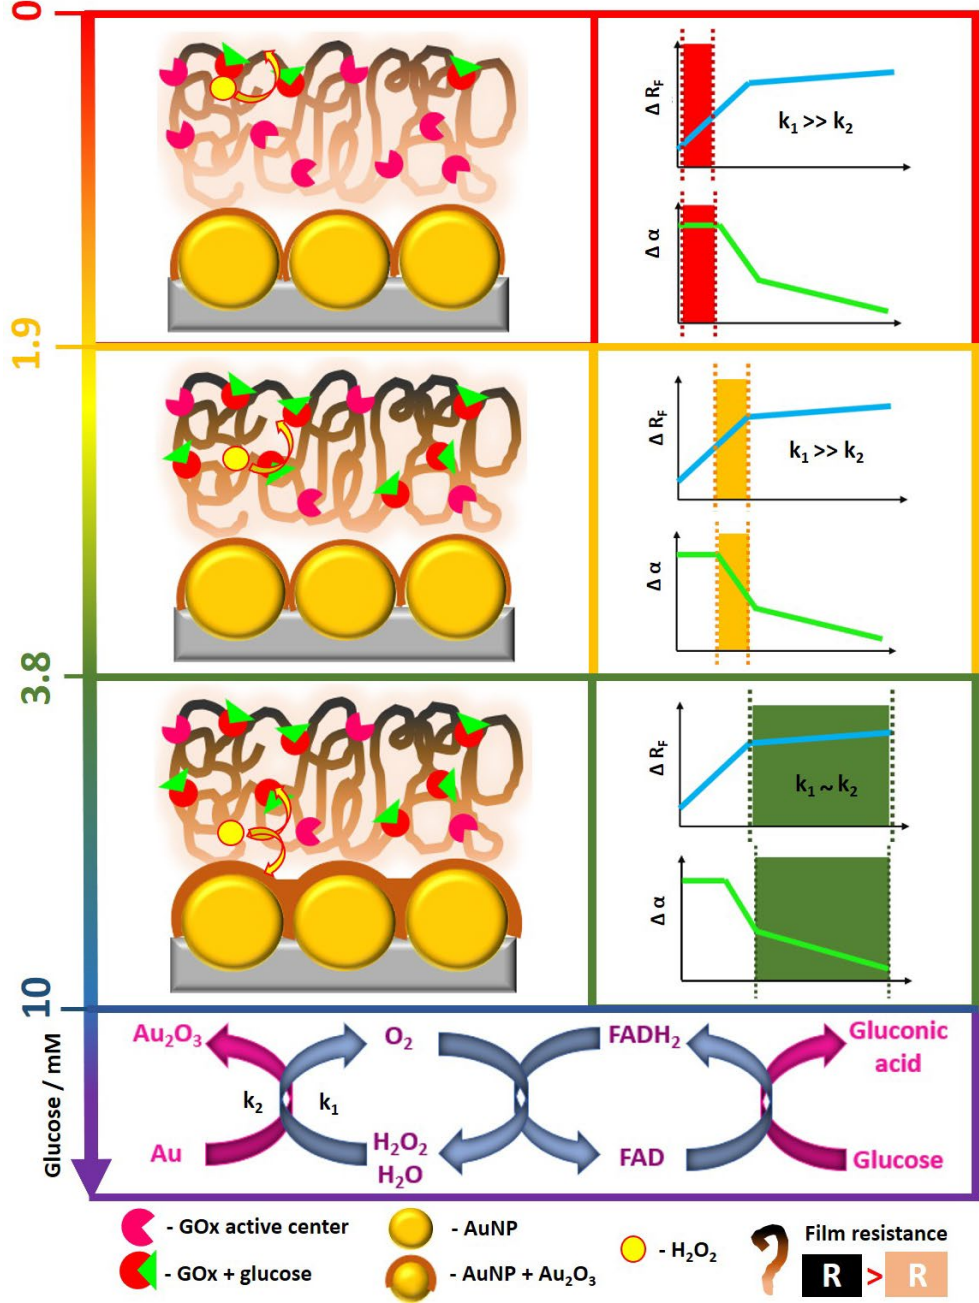 0
Δ R_F
k₁ >> k₂
Δ α
1.9
Δ R_F
k₁ >> k₂
Δ α
3.8
Δ R_F
k₁ ~ k₂
Δ α
10
Glucose / mM
Au₂O₃
O₂
FADH₂
Gluconic
acid
k₂
k₁
Au
H₂O₂
H₂O
FAD
Glucose
- GOx active center
- AuNP
- H₂O₂
Film resistance
- GOx + glucose
- AuNP + Au₂O₃
R > R